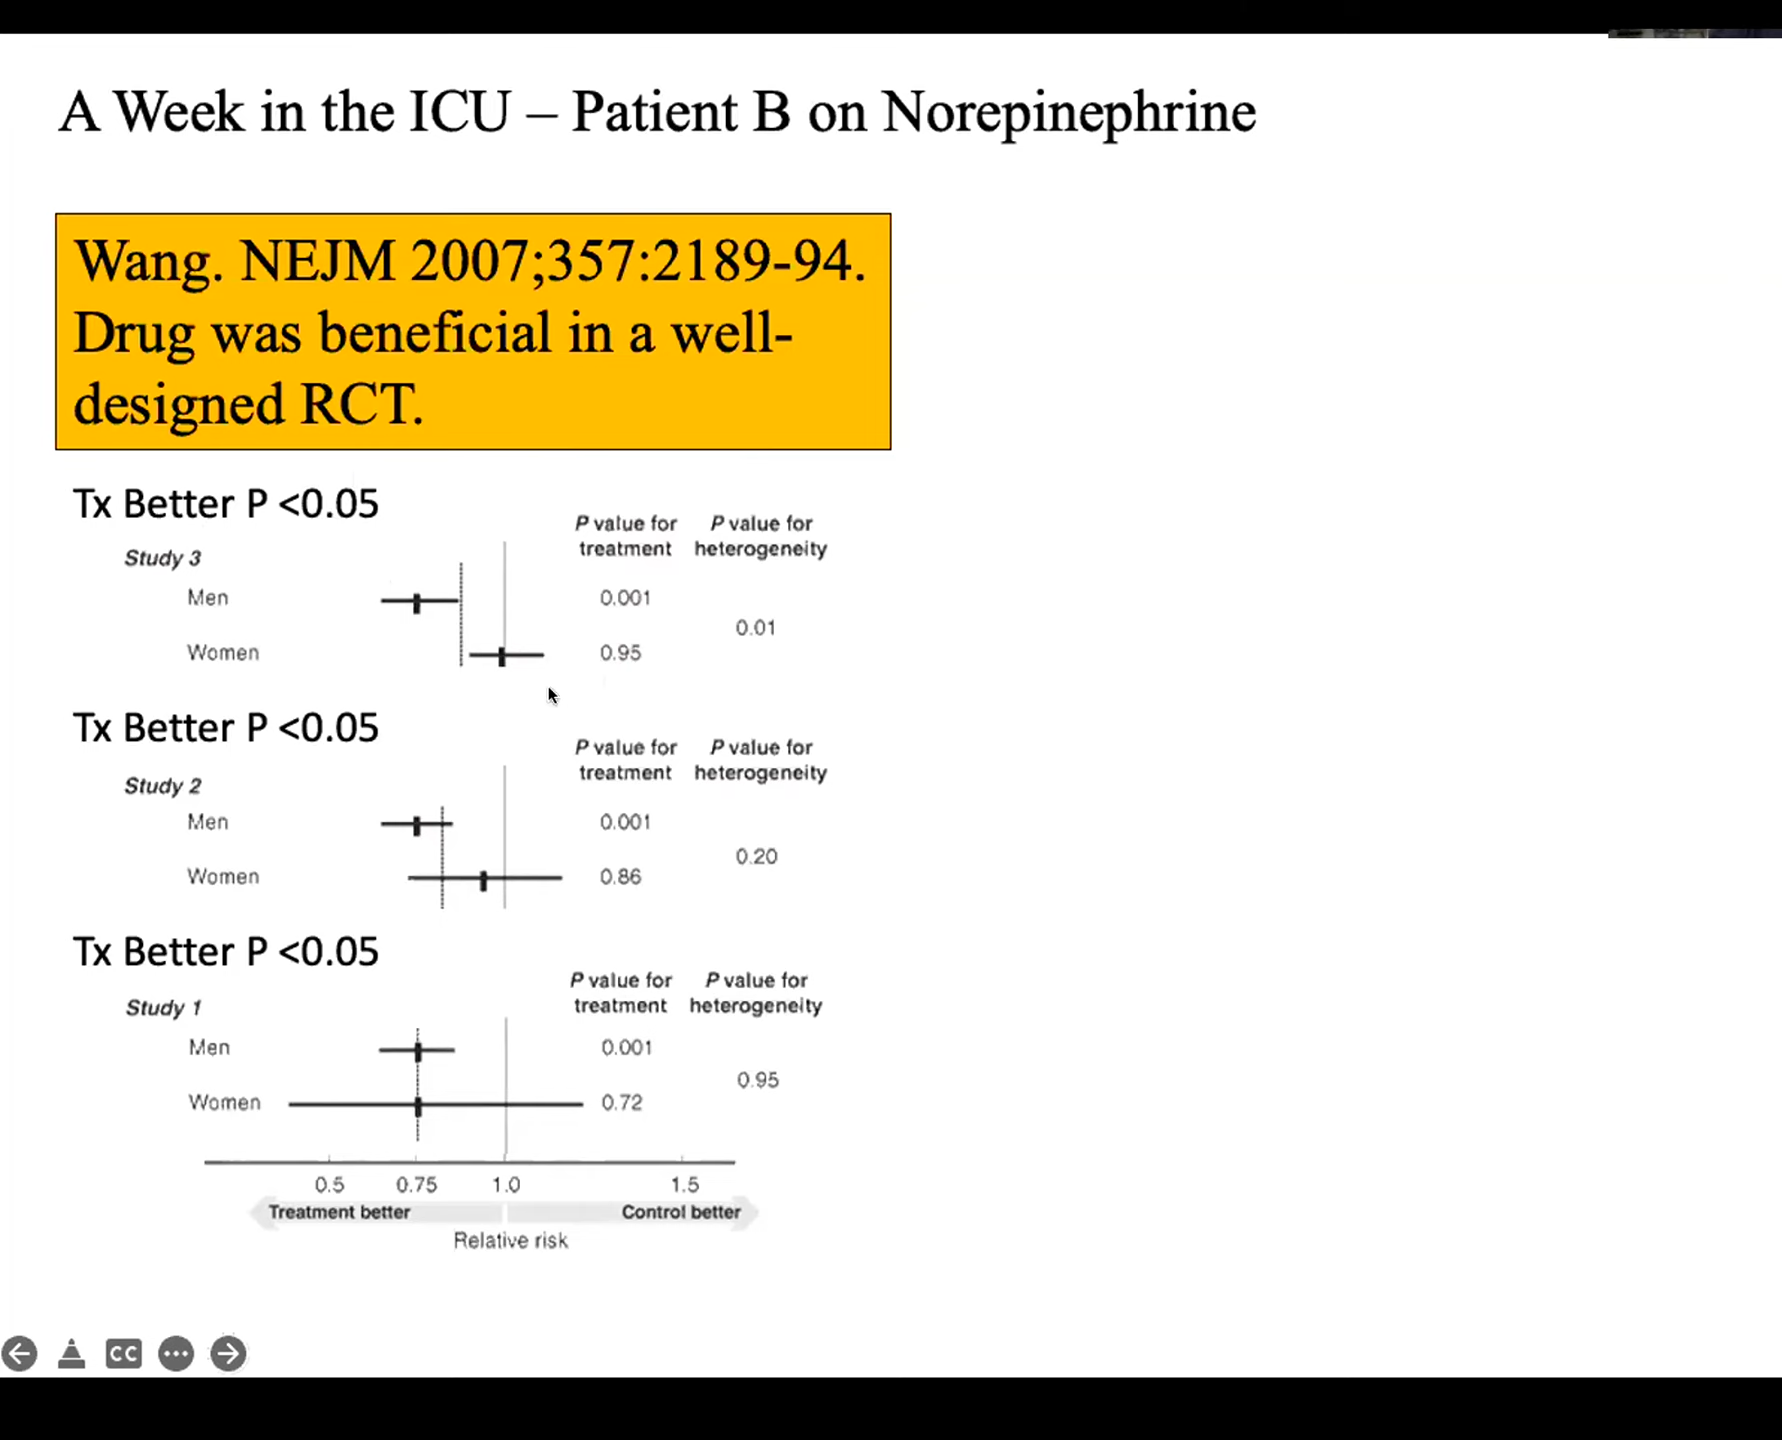 A Week in the ICU – Patient B on Norepinephrine
Wang. NEJM 2007;357:2189-94.
Drug was beneficial in a well-
designed RCT.
Tx Better P <0.05
P value for P value for
treatment heterogeneity
Study 3
Men 0.001
0.01
Women 0.95
Tx Better P <0.05
P value for P value for
treatment heterogeneity
Study 2
Men 0.001
0.20
Women 0.86
Tx Better P <0.05
P value for P value for
treatment heterogeneity
Study 1
Men 0.001
0.95
Women 0.72
0.5 0.75 1.0 1.5
Treatment better Control better
Relative risk
CC